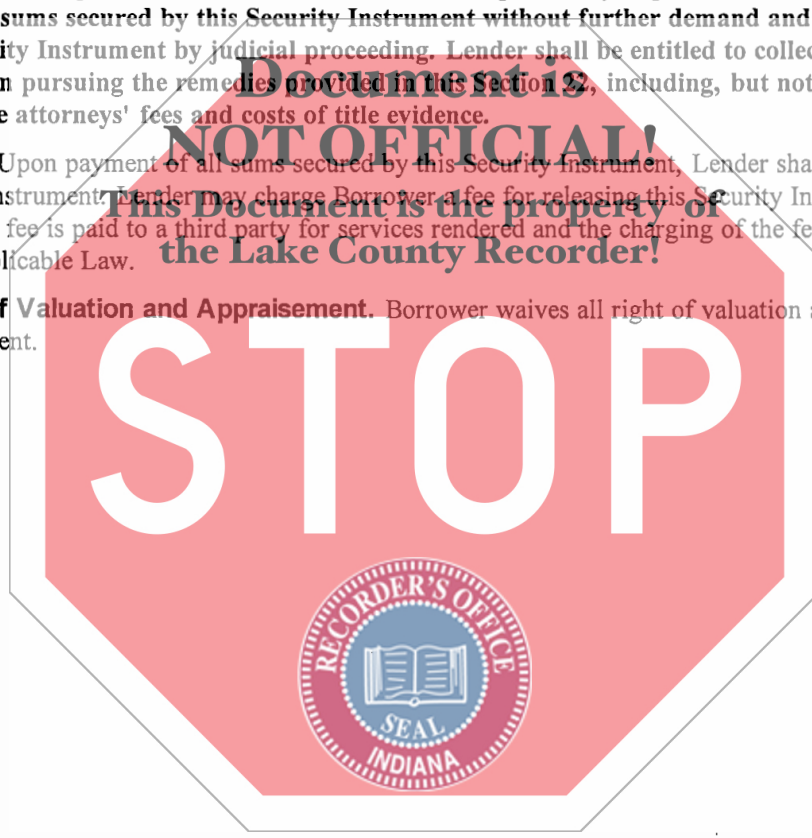 sums secured by this Security Instrument without further demand and
ity Instrument by judicial proceeding. Lender shall be entitled to collec
n pursuing the remedies provided in this Section 22, including, but not
e attorneys' fees and costs of title evidence.
Upon payment of all sums secured by this Security Instrument, Lender sha
nstrument. Lender may charge Borrower a fee for releasing this Security In
fee is paid to a third party for services rendered and the charging of the fe
licable Law.
f Valuation and Appraisement. Borrower waives all right of valuation a
ent.
Document is
NOT OFFICIAL!
This Document is the property of
the Lake County Recorder!
STOP
RECORDER'S OFFICE
SEAL
INDIANA